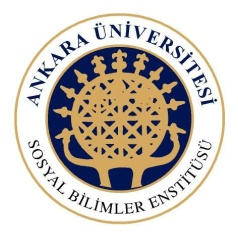 ANKARA ÜNİVERSİTESİ
SOSYAL BİLİMLER ENSTİTÜSÜ